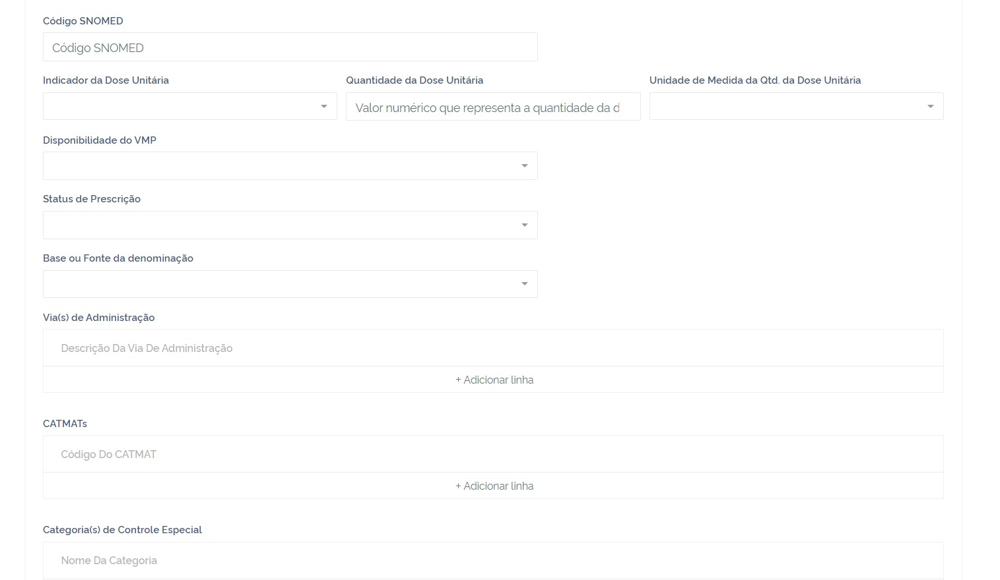 Código SNOMED
Código SNOMED
Indicador da Dose Unitária
Quantidade da Dose Unitária
Unidade de Medida da Qtd. da Dose Unitária
Valor numérico que representa a quantidade da d
Disponibilidade do VMP
Status de Prescrição
Base ou Fonte da denominação
Via(s) de Administração
Descrição Da Via De Administração
+ Adicionar linha
CATMATs
Código Do CATMAT
+ Adicionar linha
Categoria(s) de Controle Especial
Nome Da Categoria